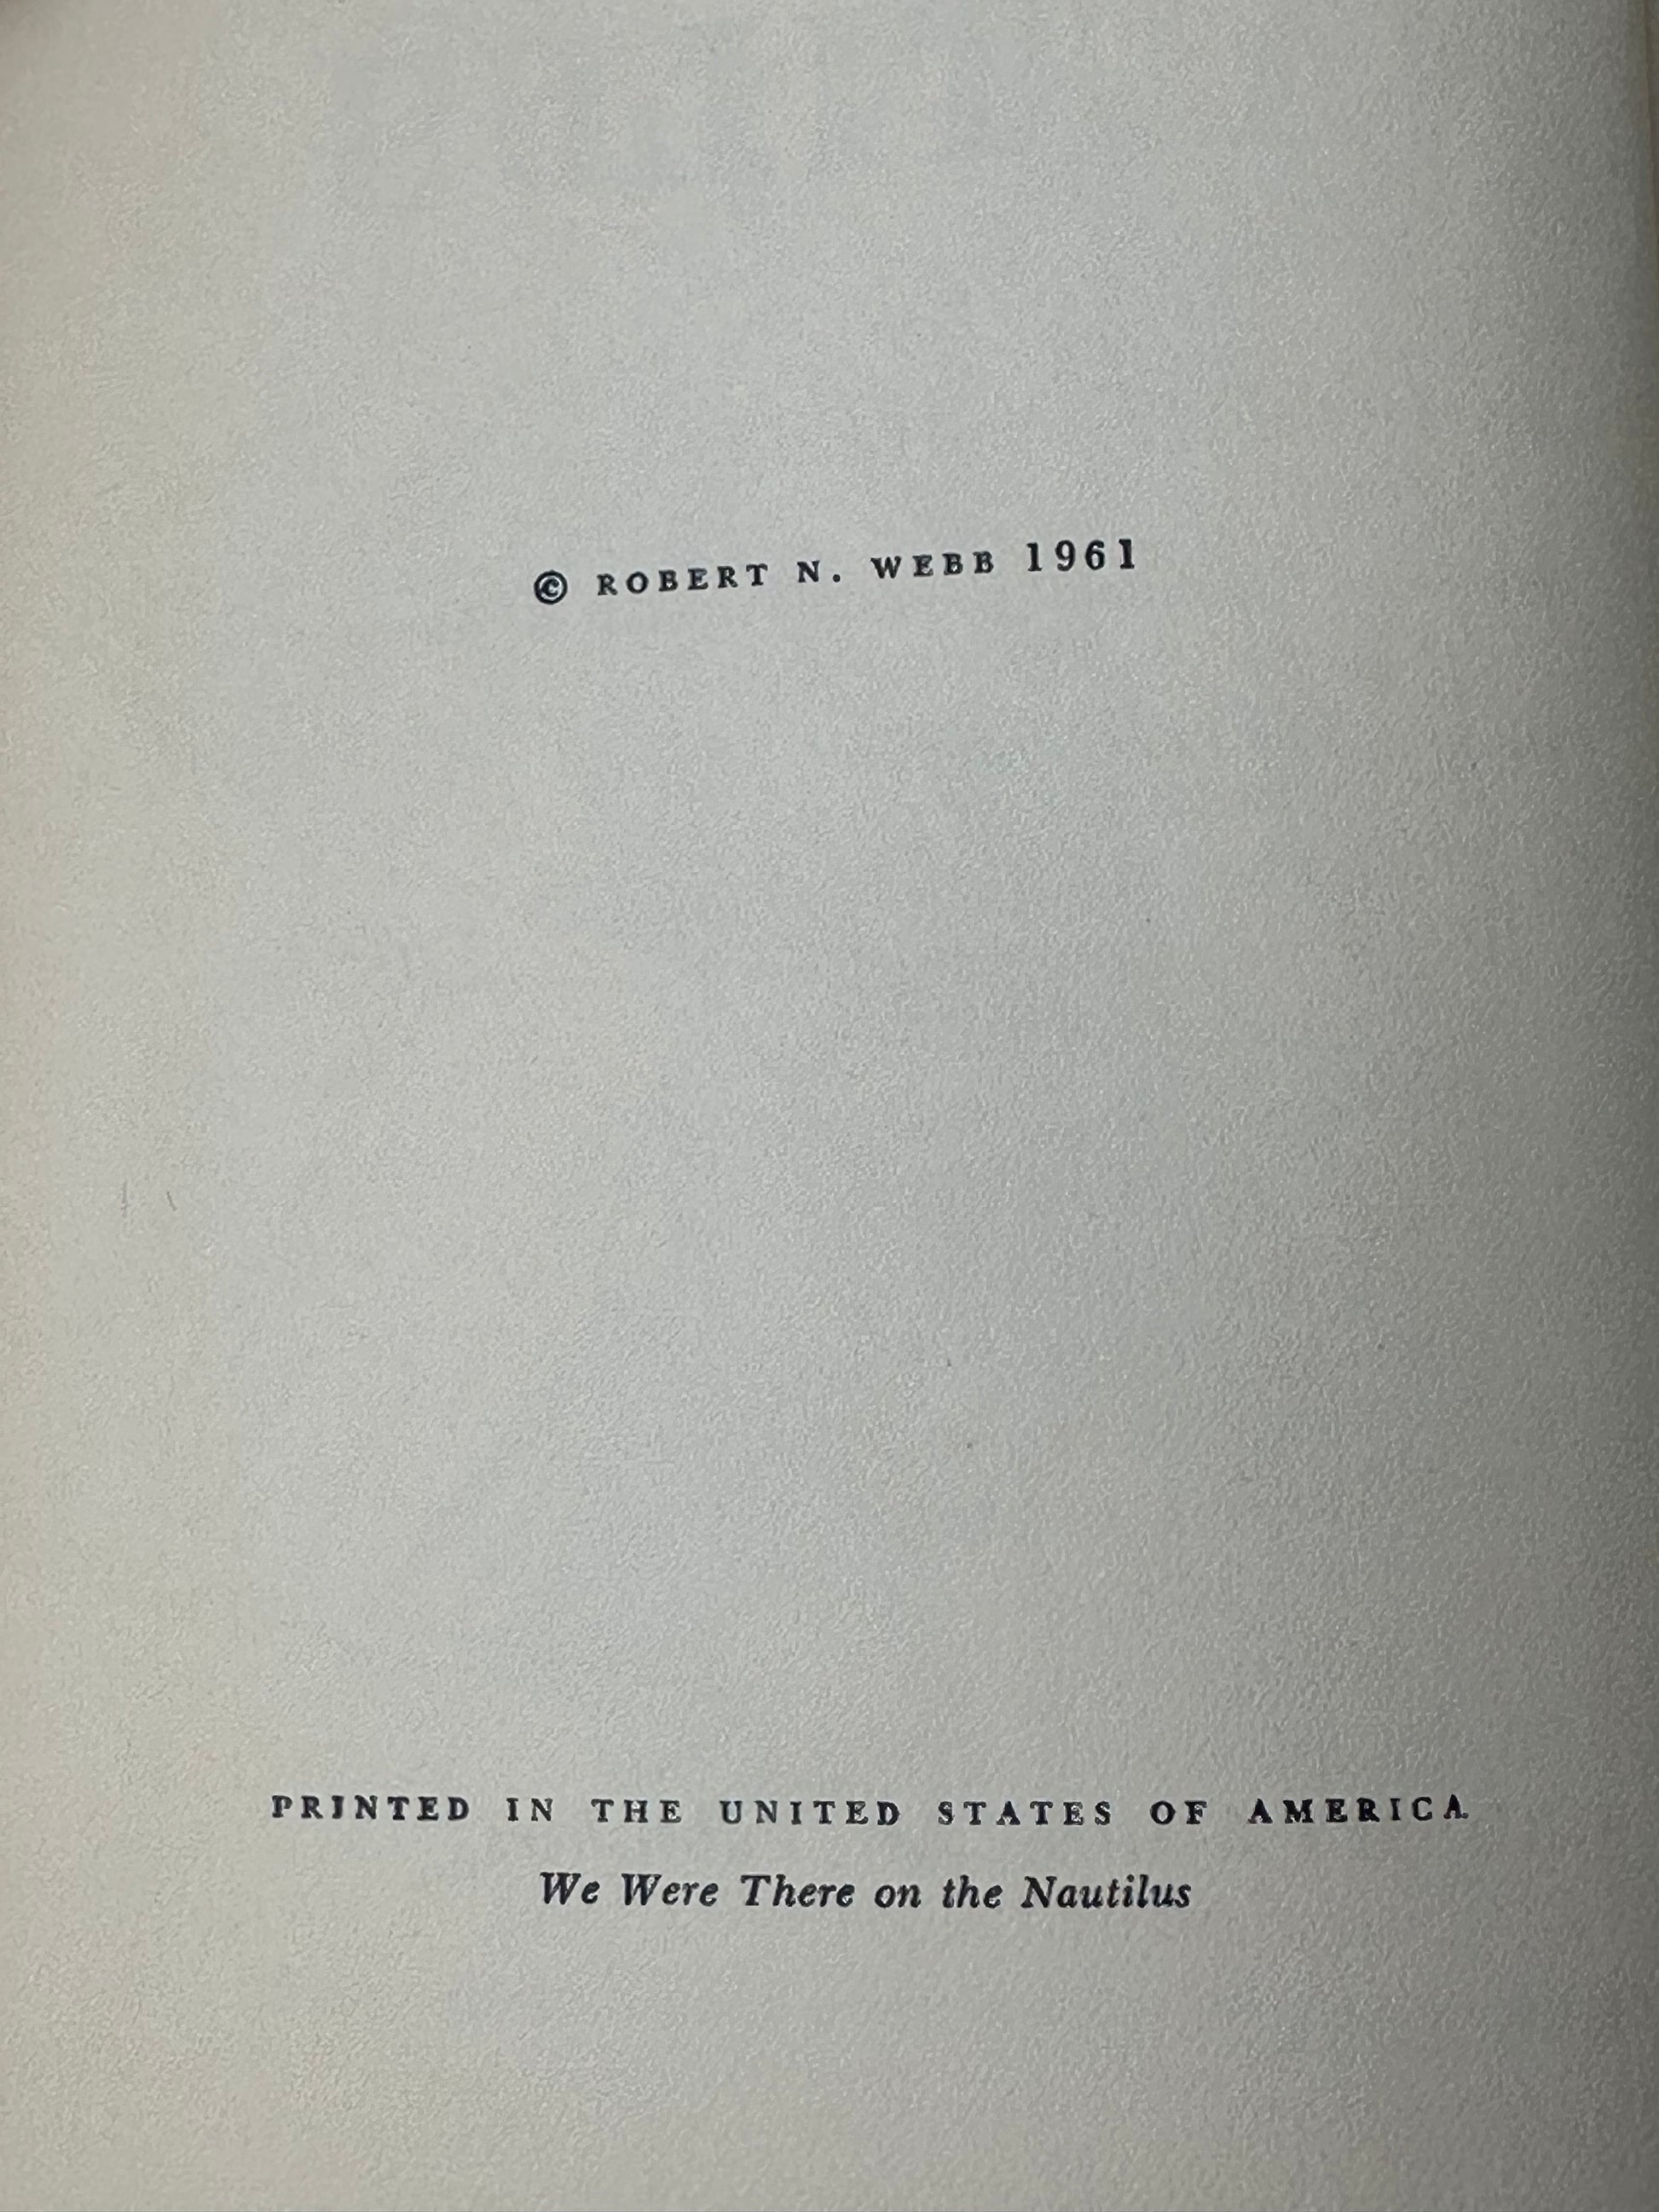 © ROBERT N. WEBB 1961
PRINTED IN THE UNITED STATES OF AMERICA
We Were There on the Nautilus